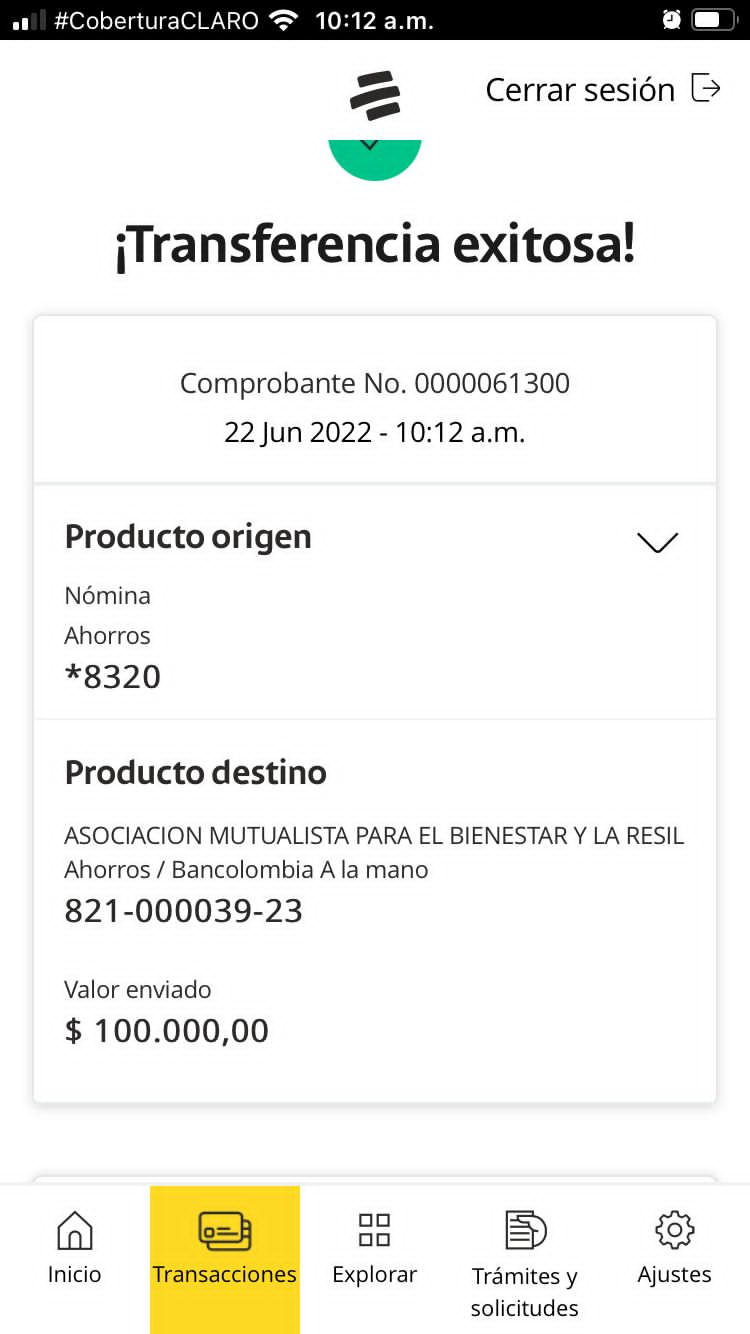 #CoberturaCLARO 10:12 a.m.
Cerrar sesión
¡Transferencia exitosa!
Comprobante No. 0000061300
22 Jun 2022 - 10:12 a.m.
Producto origen
Nómina
Ahorros
*8320
Producto destino
ASOCIACION MUTUALISTA PARA EL BIENESTAR Y LA RESIL
Ahorros / Bancolombia A la mano
821-000039-23
Valor enviado
$ 100.000,00
Inicio
Transacciones
Explorar
Trámites y
solicitudes
Ajustes